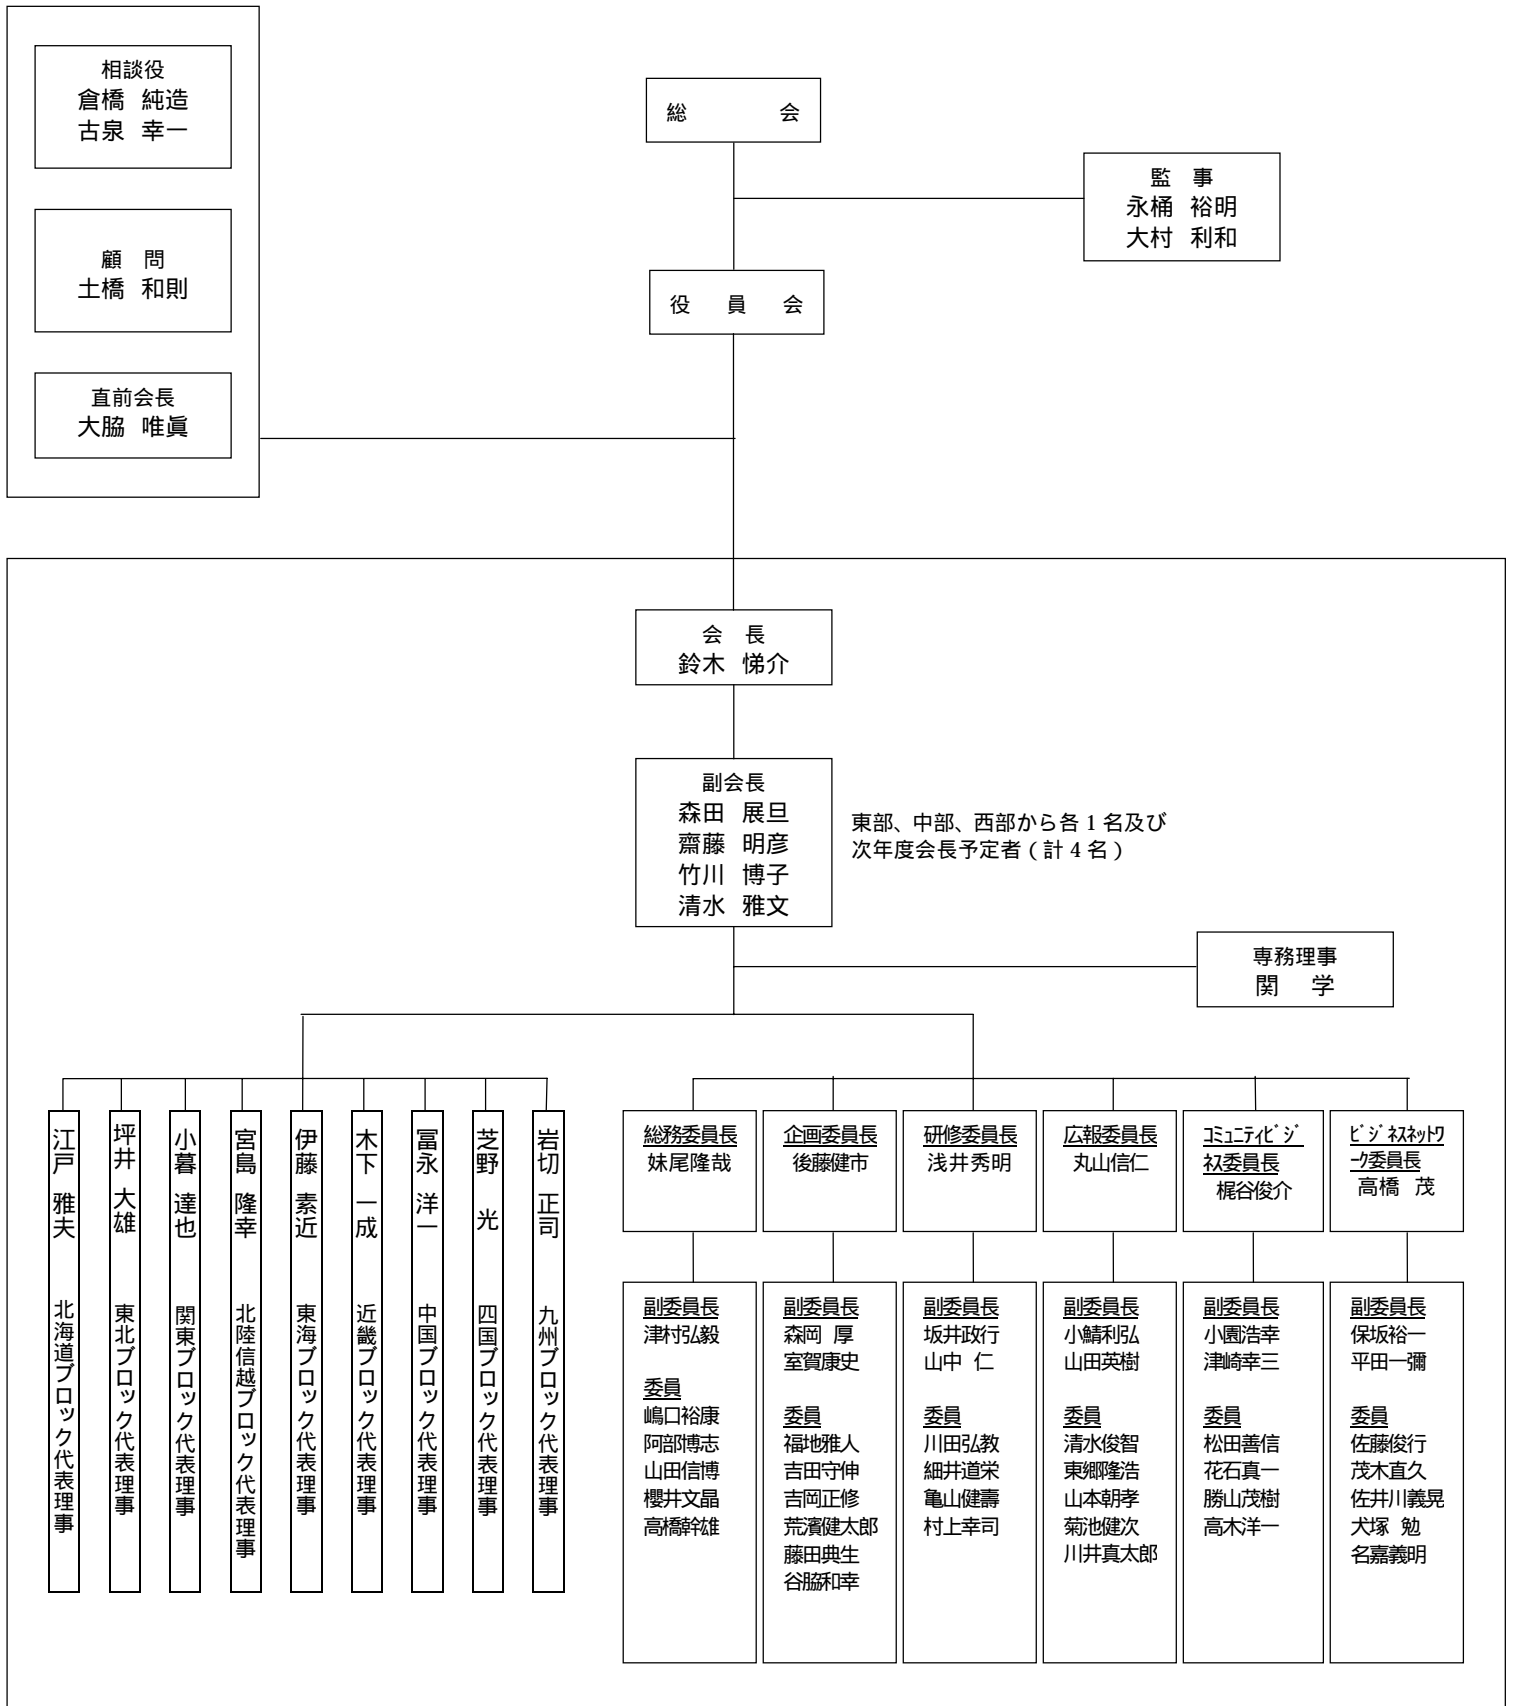 相談役
倉橋 純造
古泉 幸一
顧 問
土橋 和則
直前会長
大脇 唯眞
総 会
監 事
永桶 裕明
大村 利和
役 員 会
会 長
鈴木 悌介
副会長
森田 展旦
齋藤 明彦
竹川 博子
清水 雅文
東部、中部、西部から各1名及び
次年度会長予定者(計4名)
専務理事
関 学
江戸 雅夫 北海道ブロック代表理事
坪井 大雄 東北ブロック代表理事
小暮 達也 関東ブロック代表理事
宮島 隆幸 北陸信越ブロック代表理事
伊藤 素近 東海ブロック代表理事
木下 一成 近畿ブロック代表理事
冨永 洋一 中国ブロック代表理事
芝野 光 四国ブロック代表理事
岩切 正司 九州ブロック代表理事
総務委員長
妹尾隆哉
副委員長
津村弘毅
委員
嶋口裕康
阿部博志
山田信博
櫻井文晶
高橋幹雄
企画委員長
後藤健市
副委員長
森岡 厚
室賀康史
委員
福地雅人
吉田守伸
吉岡正修
荒濱健太郎
藤田典生
谷脇和幸
研修委員長
浅井秀明
副委員長
坂井政行
山中 仁
委員
川田弘教
細井道栄
亀山健壽
村上幸司
広報委員長
丸山信仁
副委員長
小鯖利弘
山田英樹
委員
清水俊智
東郷隆浩
山本朝孝
菊池健次
川井真太郎
ｺﾐｭﾆﾃｨﾋﾞｼﾞ
ﾈｽ委員長
梶谷俊介
副委員長
小園浩幸
津崎幸三
委員
松田善信
花石真一
勝山茂樹
高木洋一
ﾋﾞｼﾞﾈｽﾈｯﾄﾜ
ｰｸ委員長
高橋 茂
副委員長
保坂裕一
平田一彌
委員
佐藤俊行
茂木直久
佐井川義晃
犬塚 勉
名嘉義明